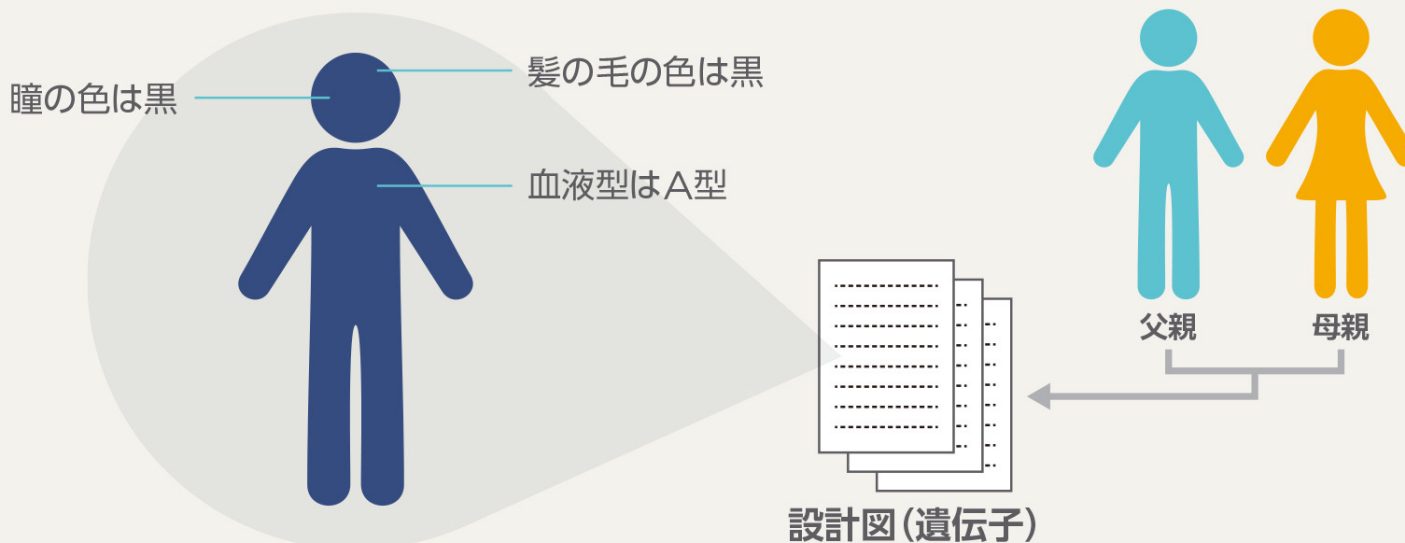 瞳の色は黒
髪の毛の色は黒
血液型はA型
父親
母親
設計図(遺伝子)